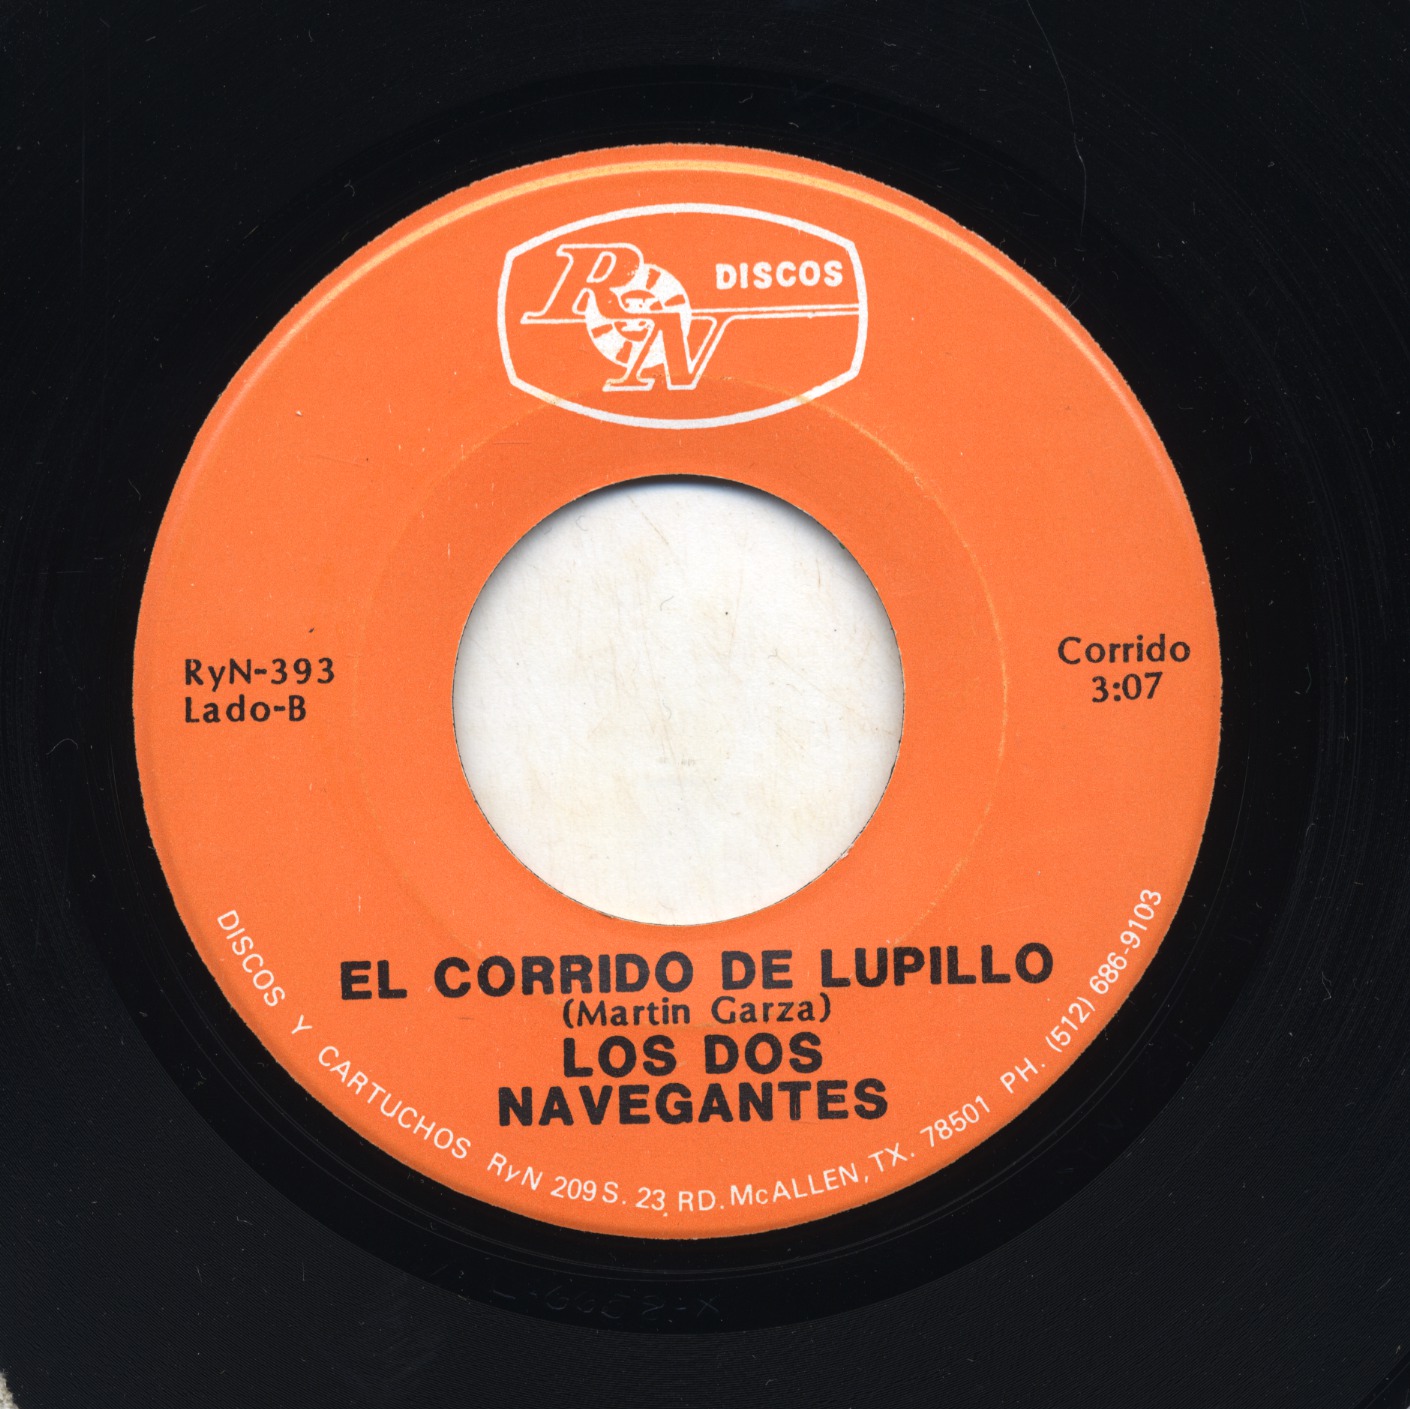 RyN DISCOS
RyN-393
Lado-B
Corrido
3:07
EL CORRIDO DE LUPILLO
(Martin Garza)
LOS DOS
NAVEGANTES
DISCOS Y CARTUCHOS RyN 209 S. 23 RD. McALLEN, TX. 78501 PH. (512) 686-9103